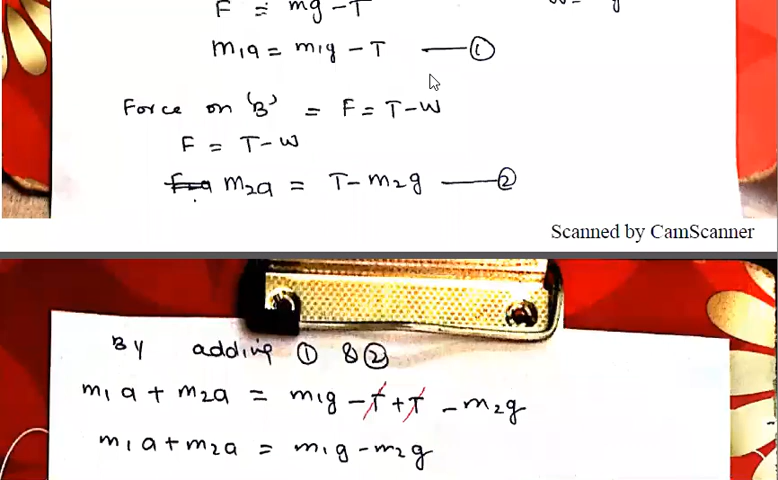 F = mg - T
m₁a = m₁g - T ——①
Force on 'B' = F = T-W
F = T-W
m₂a = T-m₂g ——②
Scanned by CamScanner
By adding ① & ②
m₁a + m₂a = m₁g - T + T - m₂g
m₁a + m₂a = m₁g - m₂g